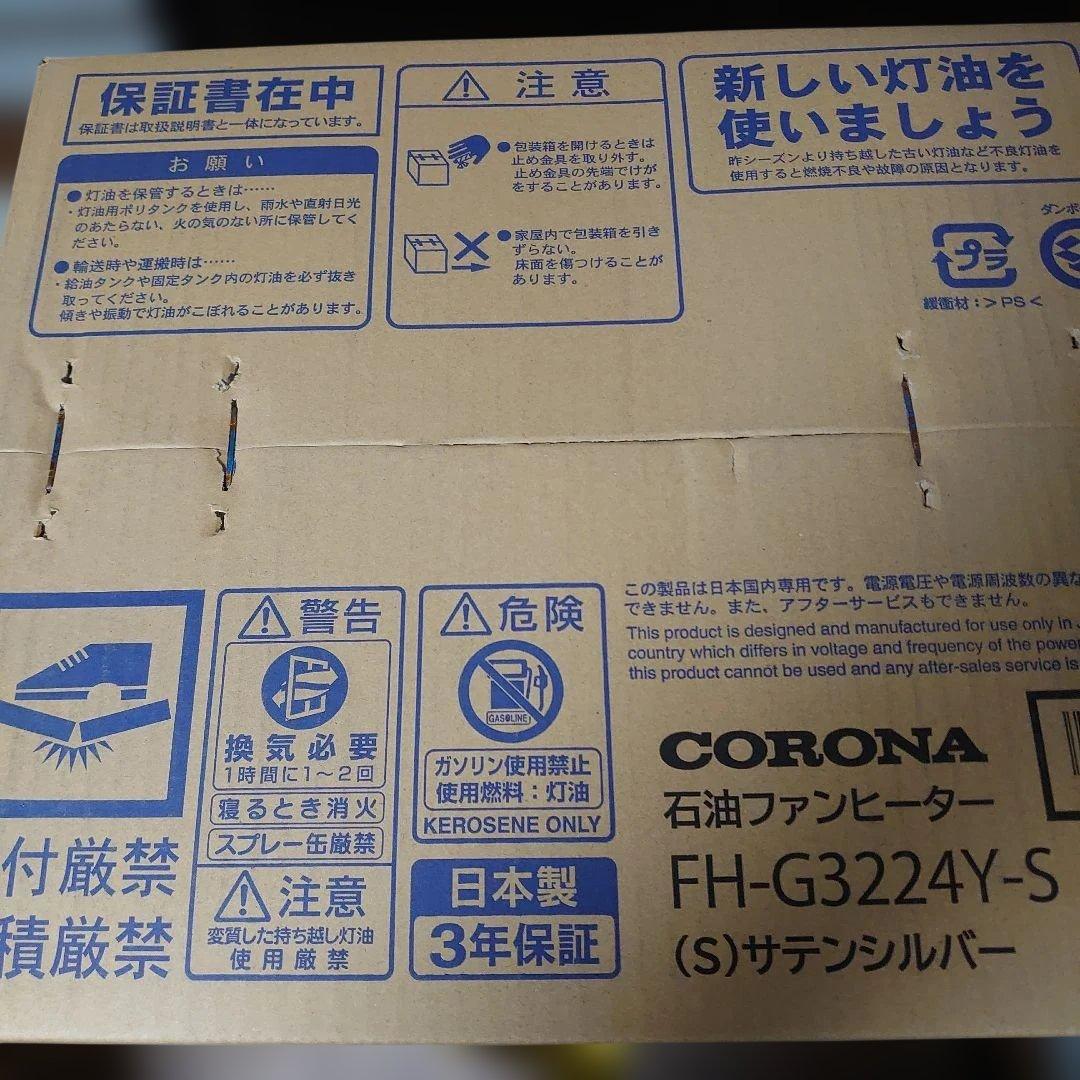 保証書在中
保証書は取扱説明書と一体になっています。
お願い
●灯油を保管するときは……
・灯油用ポリタンクを使用し、雨水や直射日光
のあたらない、火の気のない所に保管してく
ださい。
●輸送時や運搬時は……
・給油タンクや固定タンク内の灯油を必ず抜き
取ってください。
傾きや振動で灯油がこぼれることがあります。
注意
●包装箱を開けるときは
止め金具を取り外す。
止め金具の先端でけが
をすることがあります。
●家屋内で包装箱を引き
ずらない。
床面を傷つけることが
あります。
新しい灯油を
使いましょう
昨シーズンより持ち越した古い灯油など不良灯油を
使用すると燃焼不良や故障の原因となります。
プラ
緩衝材：＞PS＜
ダンボ
付厳禁
積厳禁
警告
換気必要
1時間に1～2回
寝るとき消火
スプレー缶厳禁
注意
変質した持ち越し灯油
使用厳禁
危険
GASOLINE
ガソリン使用禁止
使用燃料：灯油
KEROSENE ONLY
日本製
3年保証
この製品は日本国内専用です。電源電圧や電源周波数の異な
できません。また、アフターサービスもできません。
This product is designed and manufactured for use only in
country which differs in voltage and frequency of the power
this product cannot be used and any after-sales service is
CORONA
石油ファンヒーター
FH-G3224Y-S
(S)サテンシルバー